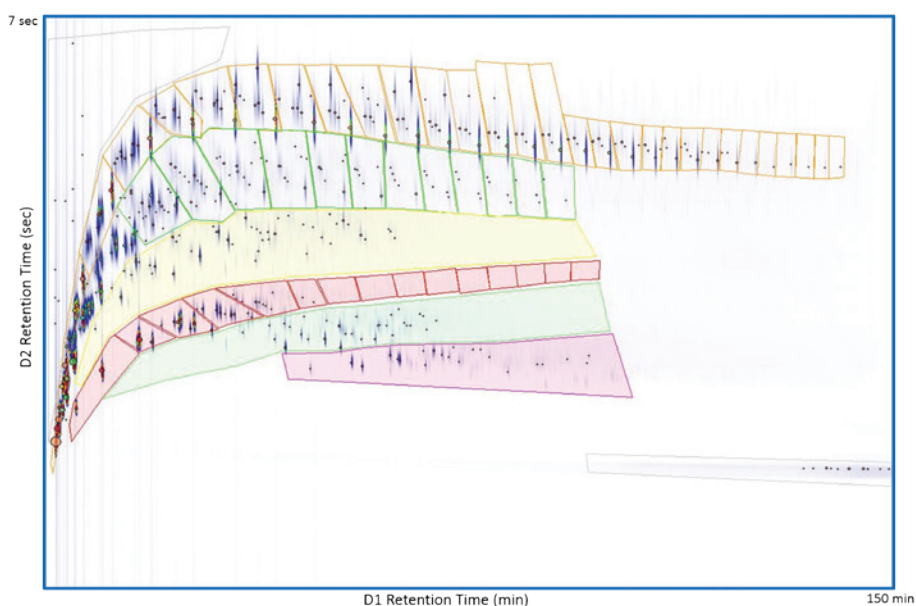 7 sec
D2 Retention Time (sec)
D1 Retention Time (min)
150 min